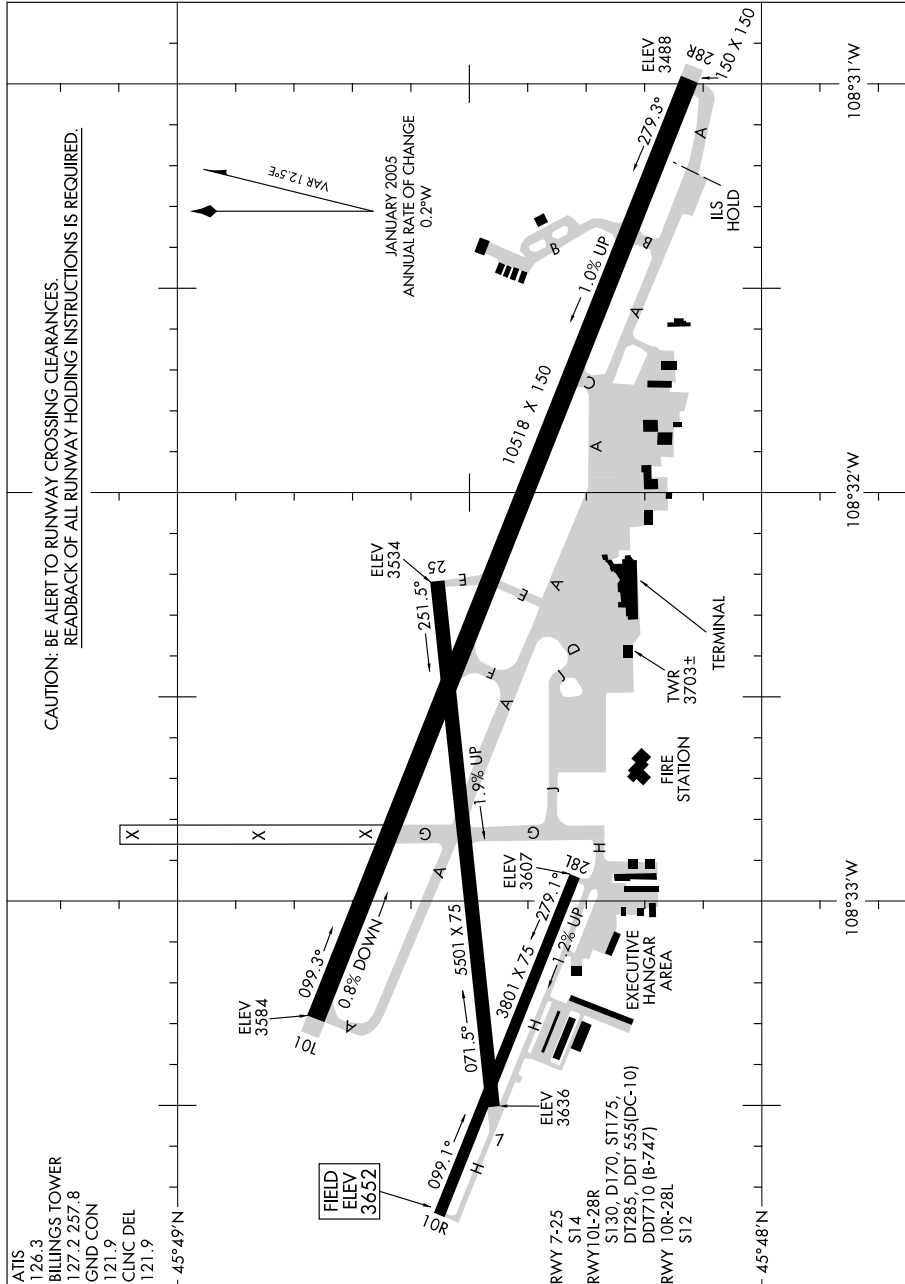 ATIS
126.3
BILLINGS TOWER
127.2 257.8
GND CON
121.9
CLNC DEL
121.9
CAUTION: BE ALERT TO RUNWAY CROSSING CLEARANCES.
READBACK OF ALL RUNWAY HOLDING INSTRUCTIONS IS REQUIRED.
45°49'N
X
X
X
VAR 12.5°E
JANUARY 2005
ANNUAL RATE OF CHANGE
0.2°W
ELEV
3584
10L
099.3°
0.8% DOWN
A
A
G
G
ELEV
3534
25
251.5°
E
E
A
F
A
10518 X 150
1.0% UP
B
B
C
A
A
A
279.3°
ELEV
3488
28R
150 X 150
ILS
HOLD
FIELD
ELEV
3652
10R
099.1°
H
L
7
071.5°
5501 X 75
1.9% UP
ELEV
3636
3801 X 75
1.2% UP
279.1°
ELEV
3607
28L
H
H
J
J
D
EXECUTIVE
HANGAR
AREA
FIRE
STATION
TWR
3703±
TERMINAL
RWY 7-25
S14
RWY10L-28R
S130, D170, ST175,
DT285, DDT 555(DC-10)
DDT710 (B-747)
RWY 10R-28L
S12
45°48'N
108°33'W
108°32'W
108°31'W